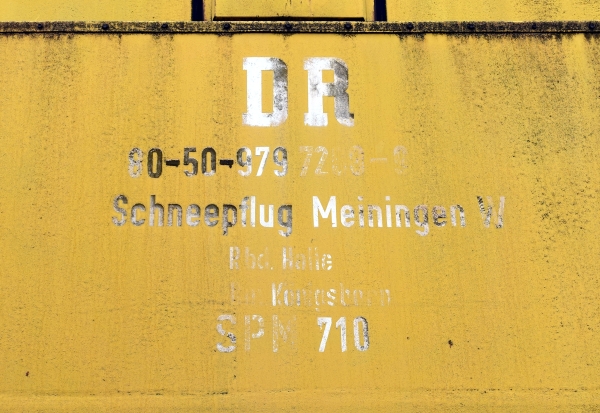 DR
80-50-979
Schneepflug Meiningen
Rbd. Halle
SPM 710